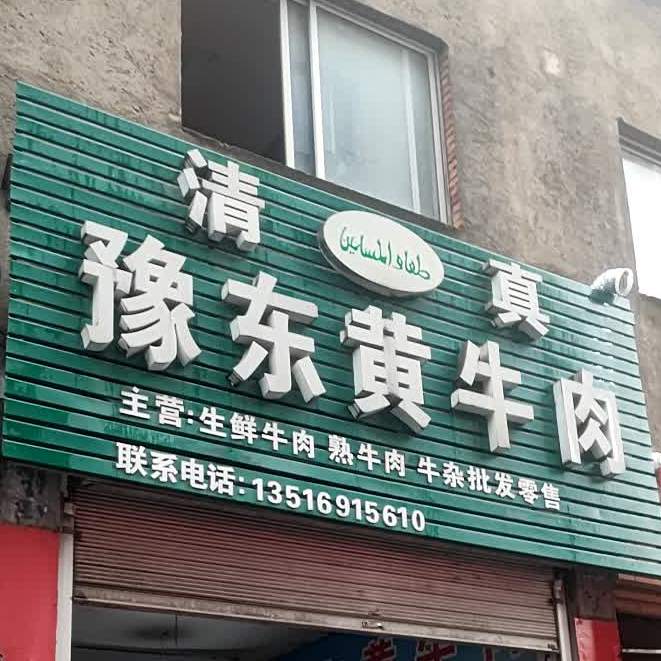 清 真
طعام المسلمين
豫东黄牛肉
主营:生鲜牛肉 熟牛肉 牛杂批发零售
联系电话:13516915610